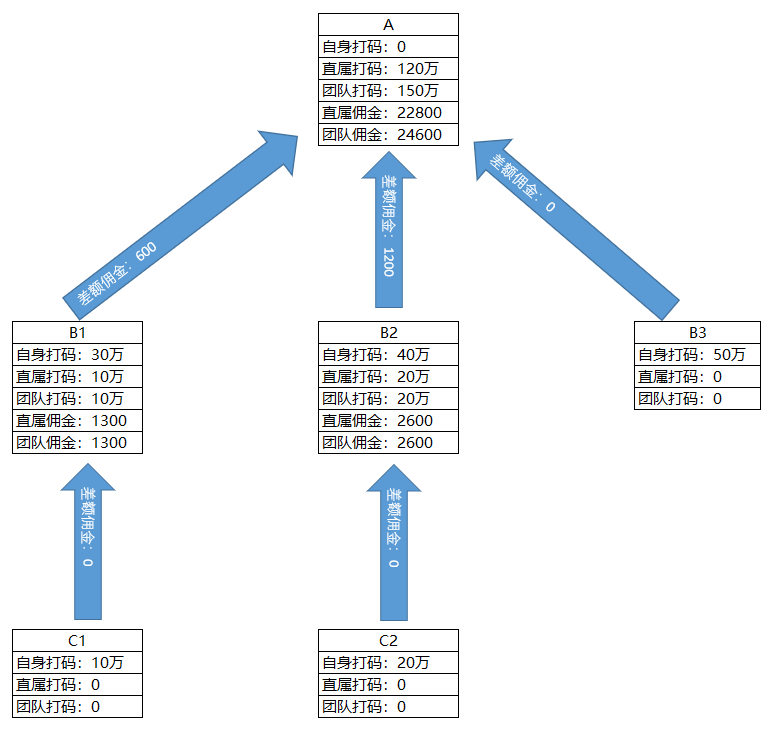 A
自身打码：0
直属打码：120万
团队打码：150万
直属佣金：22800
团队佣金：24600
差额佣金：600
差额佣金：1200
差额佣金：0
B1
自身打码：30万
直属打码：10万
团队打码：10万
直属佣金：1300
团队佣金：1300
B2
自身打码：40万
直属打码：20万
团队打码：20万
直属佣金：2600
团队佣金：2600
B3
自身打码：50万
直属打码：0
团队打码：0
差额佣金：0
差额佣金：0
C1
自身打码：10万
直属打码：0
团队打码：0
C2
自身打码：20万
直属打码：0
团队打码：0